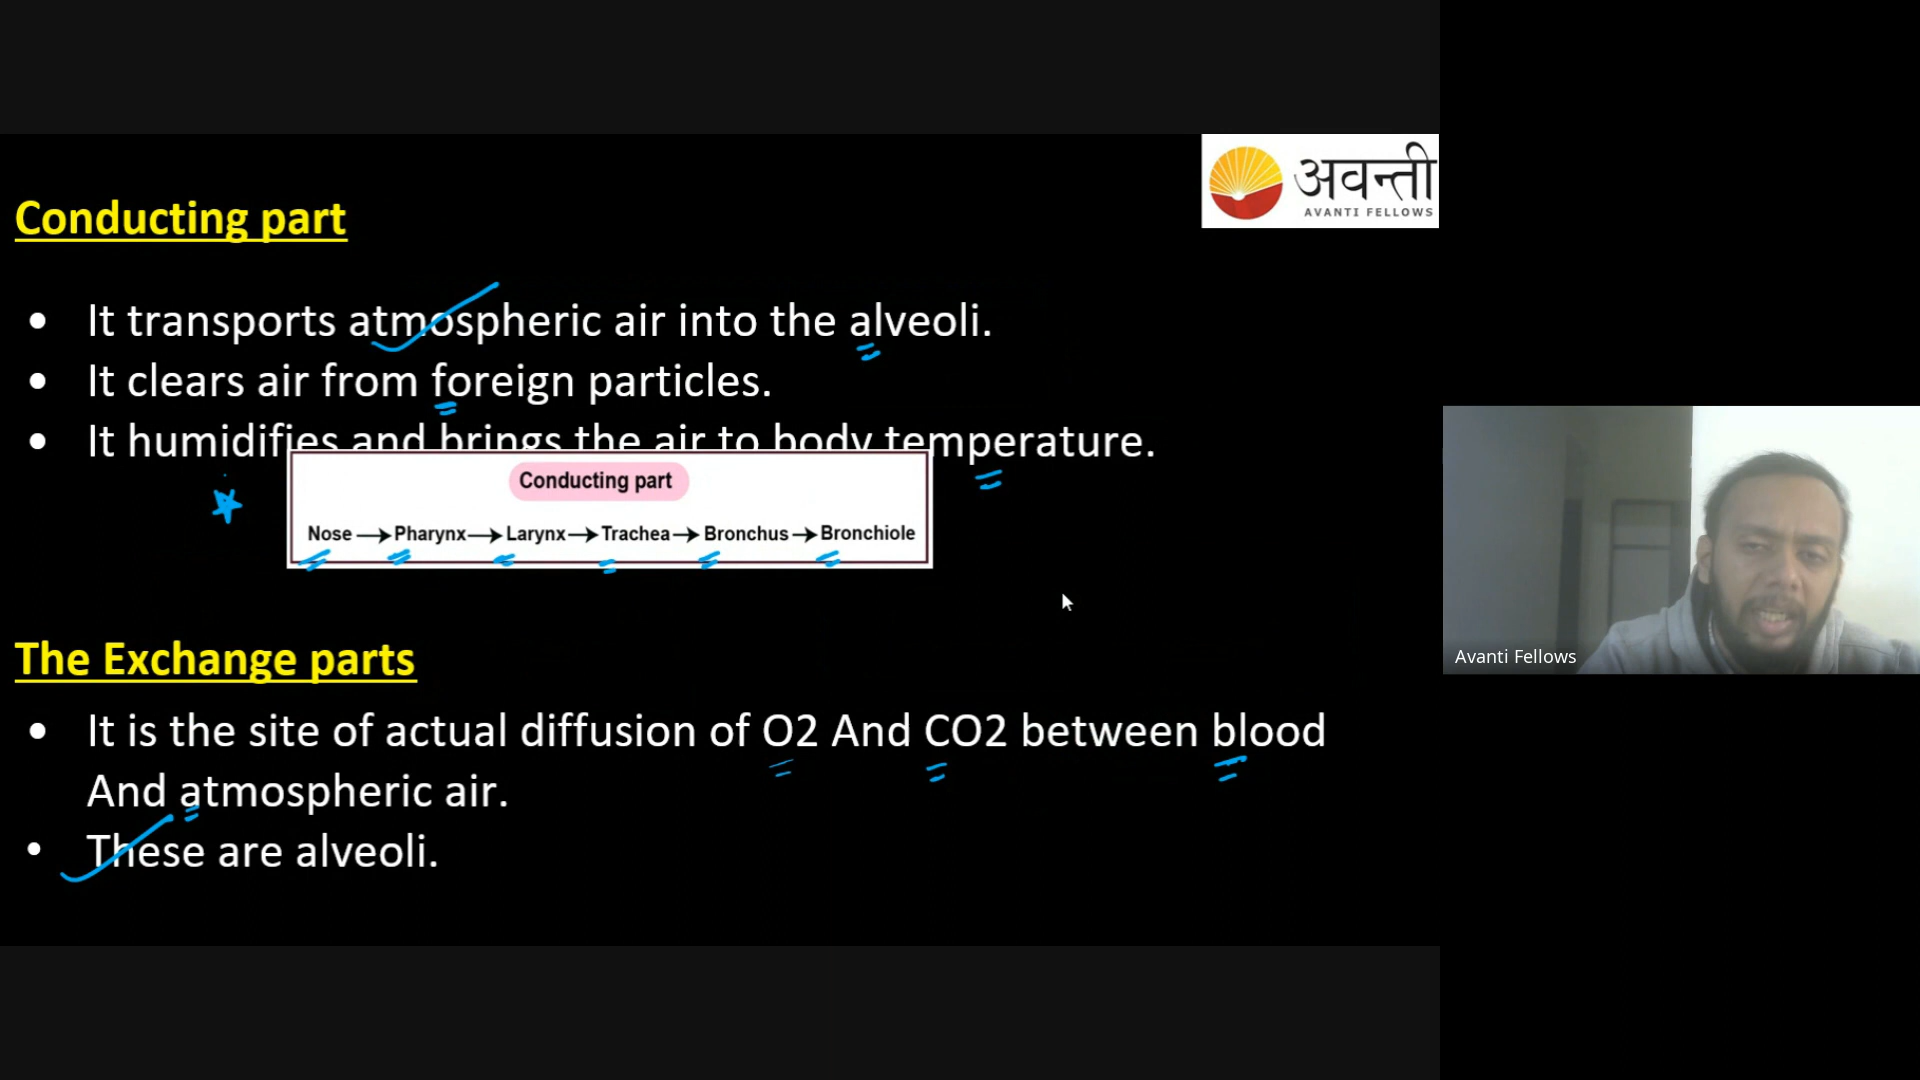 अवन्ती
AVANTI FELLOWS
Conducting part
• It transports atmospheric air into the alveoli.
• It clears air from foreign particles.
• It humidifies and brings the air to body temperature.
Conducting part
Nose → Pharynx → Larynx → Trachea → Bronchus → Bronchiole
The Exchange parts
• It is the site of actual diffusion of O2 And CO2 between blood
And atmospheric air.
• These are alveoli.
Avanti Fellows